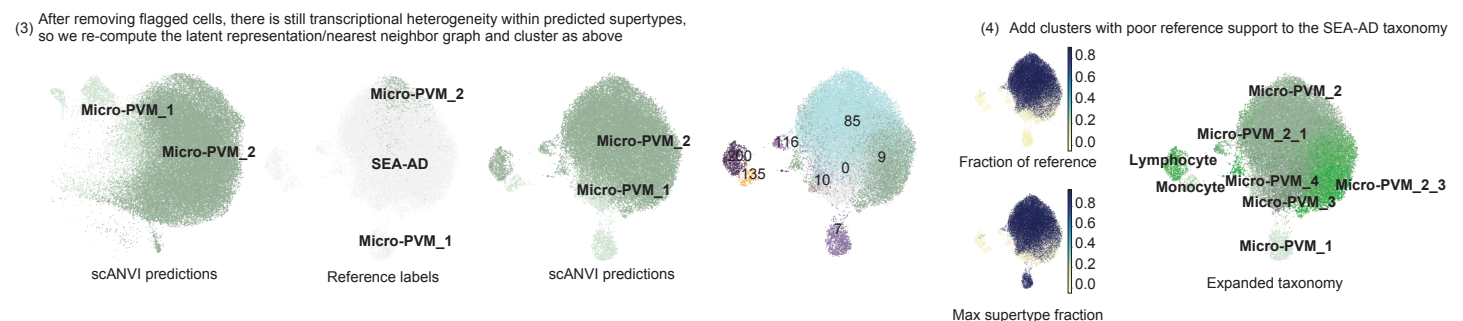 (3) After removing flagged cells, there is still transcriptional heterogeneity within predicted supertypes,
so we re-compute the latent representation/nearest neighbor graph and cluster as above
Micro-PVM_1
Micro-PVM_2
scANVI predictions
Micro-PVM_2
SEA-AD
Micro-PVM_1
Reference labels
Micro-PVM_2
Micro-PVM_1
scANVI predictions
85
116
200
9
0
135
10
7
(4) Add clusters with poor reference support to the SEA-AD taxonomy
0.8
0.6
0.4
0.2
0.0
Fraction of reference
0.8
0.6
0.4
0.2
0.0
Max supertype fraction
Micro-PVM_2
Micro-PVM_2_1
Lymphocyte
Monocyte
Micro-PVM_4
Micro-PVM_2_3
Micro-PVM_3
Micro-PVM_1
Expanded taxonomy